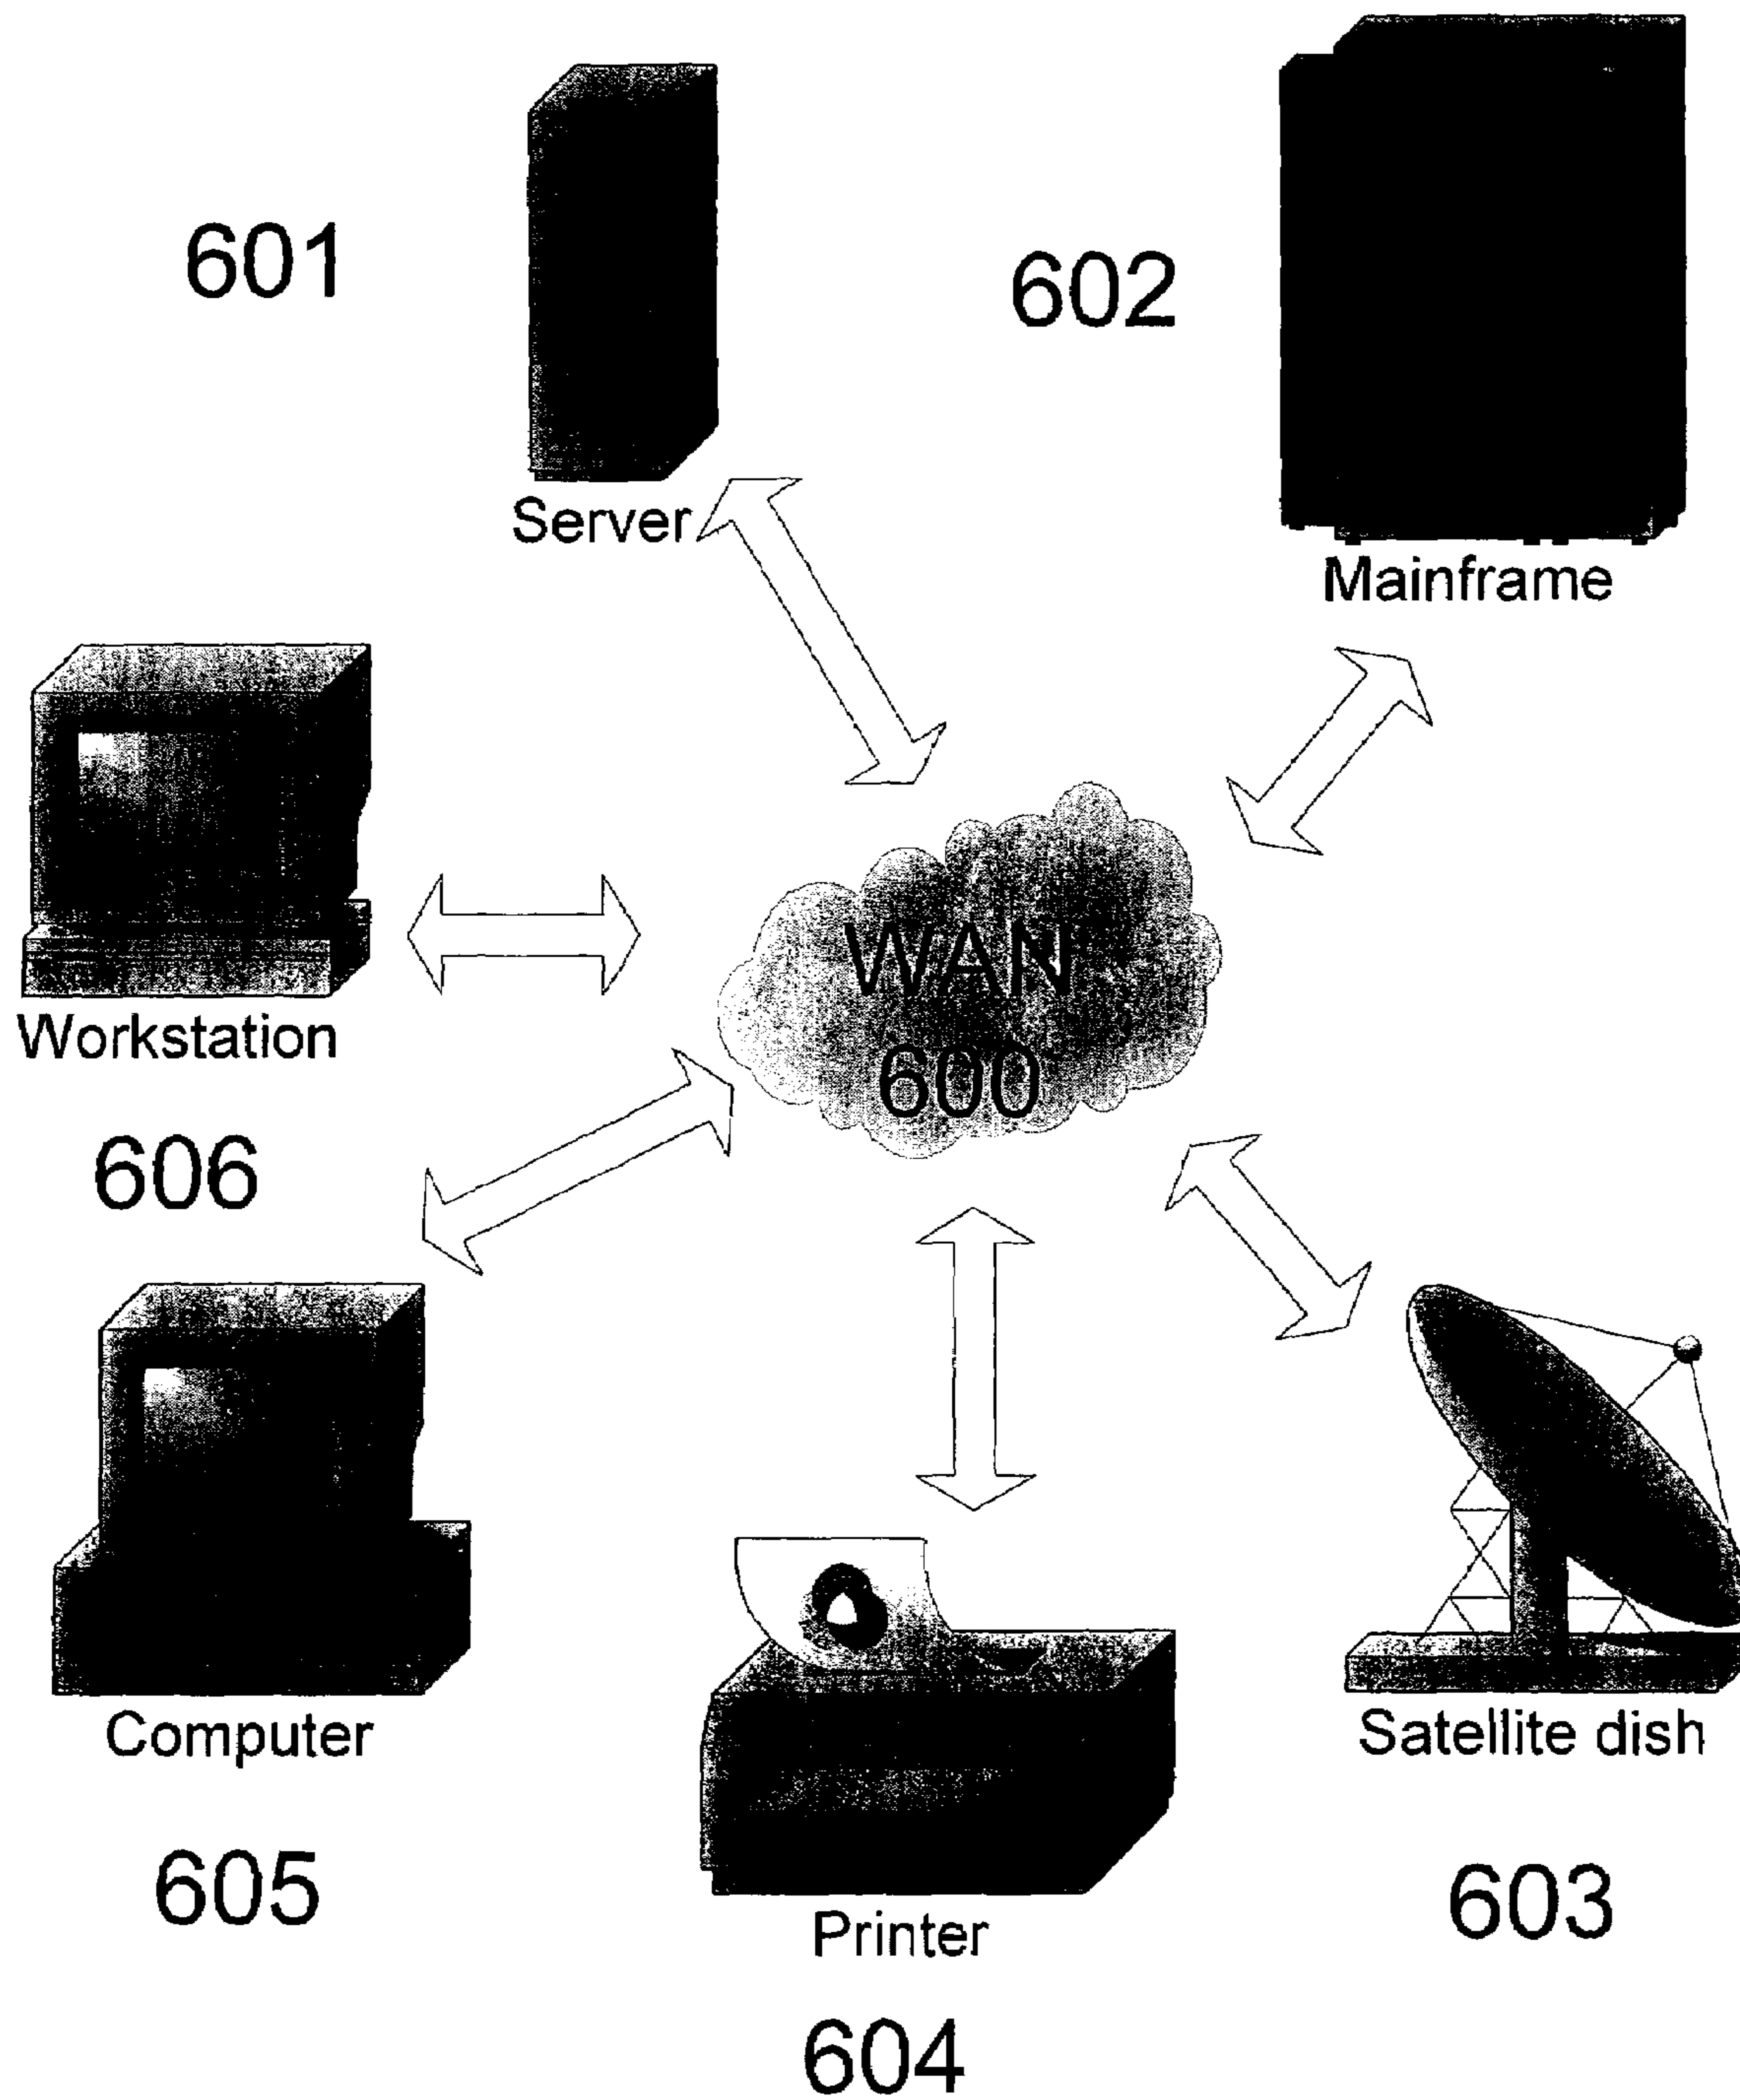 601
602
Server
Mainframe
WAN
600
Workstation
606
Computer
Satellite dish
605
603
Printer
604